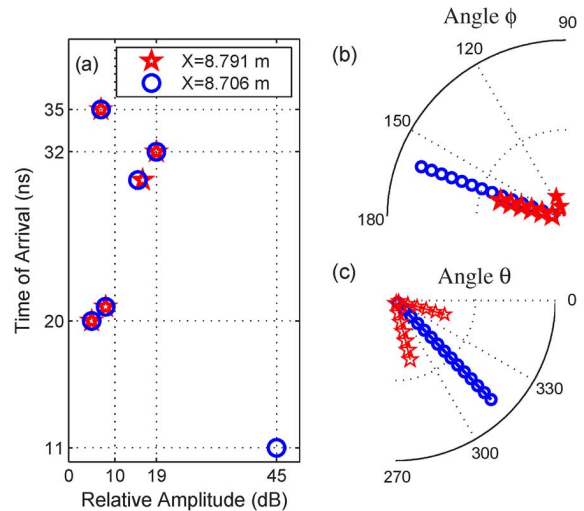 (a)
X=8.791 m
X=8.706 m
35
32
20
11
Time of Arrival (ns)
0 10 19 45
Relative Amplitude (dB)
(b)
Angle ϕ
90
120
150
180
(c)
Angle θ
0
330
300
270